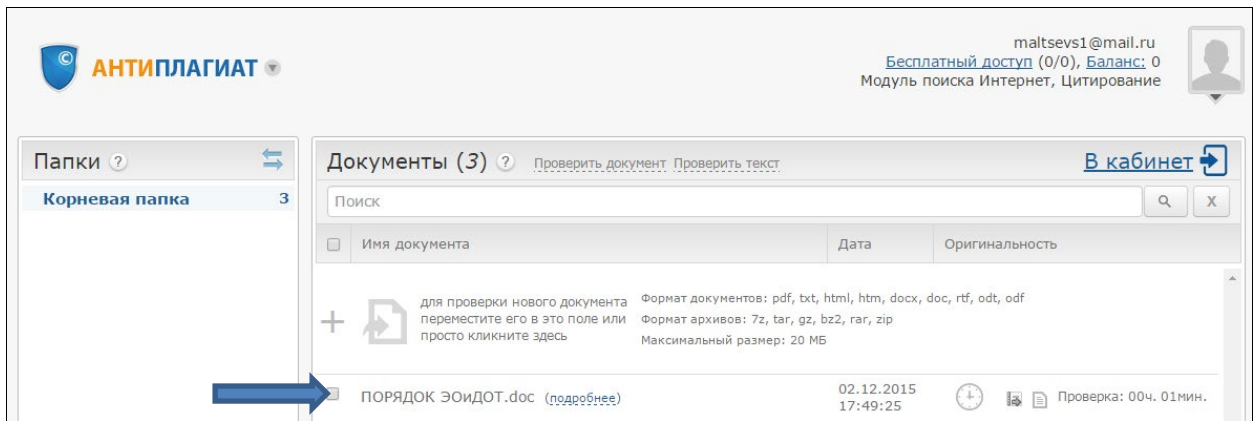 АНТИПЛАГИАТ
maltsevs1@mail.ru
Бесплатный доступ (0/0), Баланс: 0
Модуль поиска Интернет, Цитирование
Папки ?
Корневая папка 3
Документы (3) ? Проверить документ Проверить текст В кабинет
Поиск X
Имя документа Дата Оригинальность
для проверки нового документа
переместите его в это поле или
просто кликните здесь
Формат документов: pdf, txt, html, htm, docx, doc, rtf, odt, odf
Формат архивов: 7z, tar, gz, bz2, rar, zip
Максимальный размер: 20 МБ
ПОРЯДОК ЭОиДОТ.doc (подробнее)
02.12.2015
17:49:25
Проверка: 00ч. 01мин.